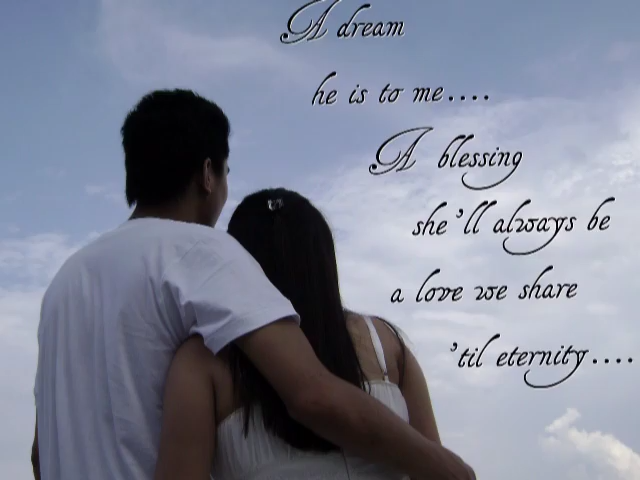 A dream
he is to me....
A blessing
she'll always be
a love we share
'til eternity....